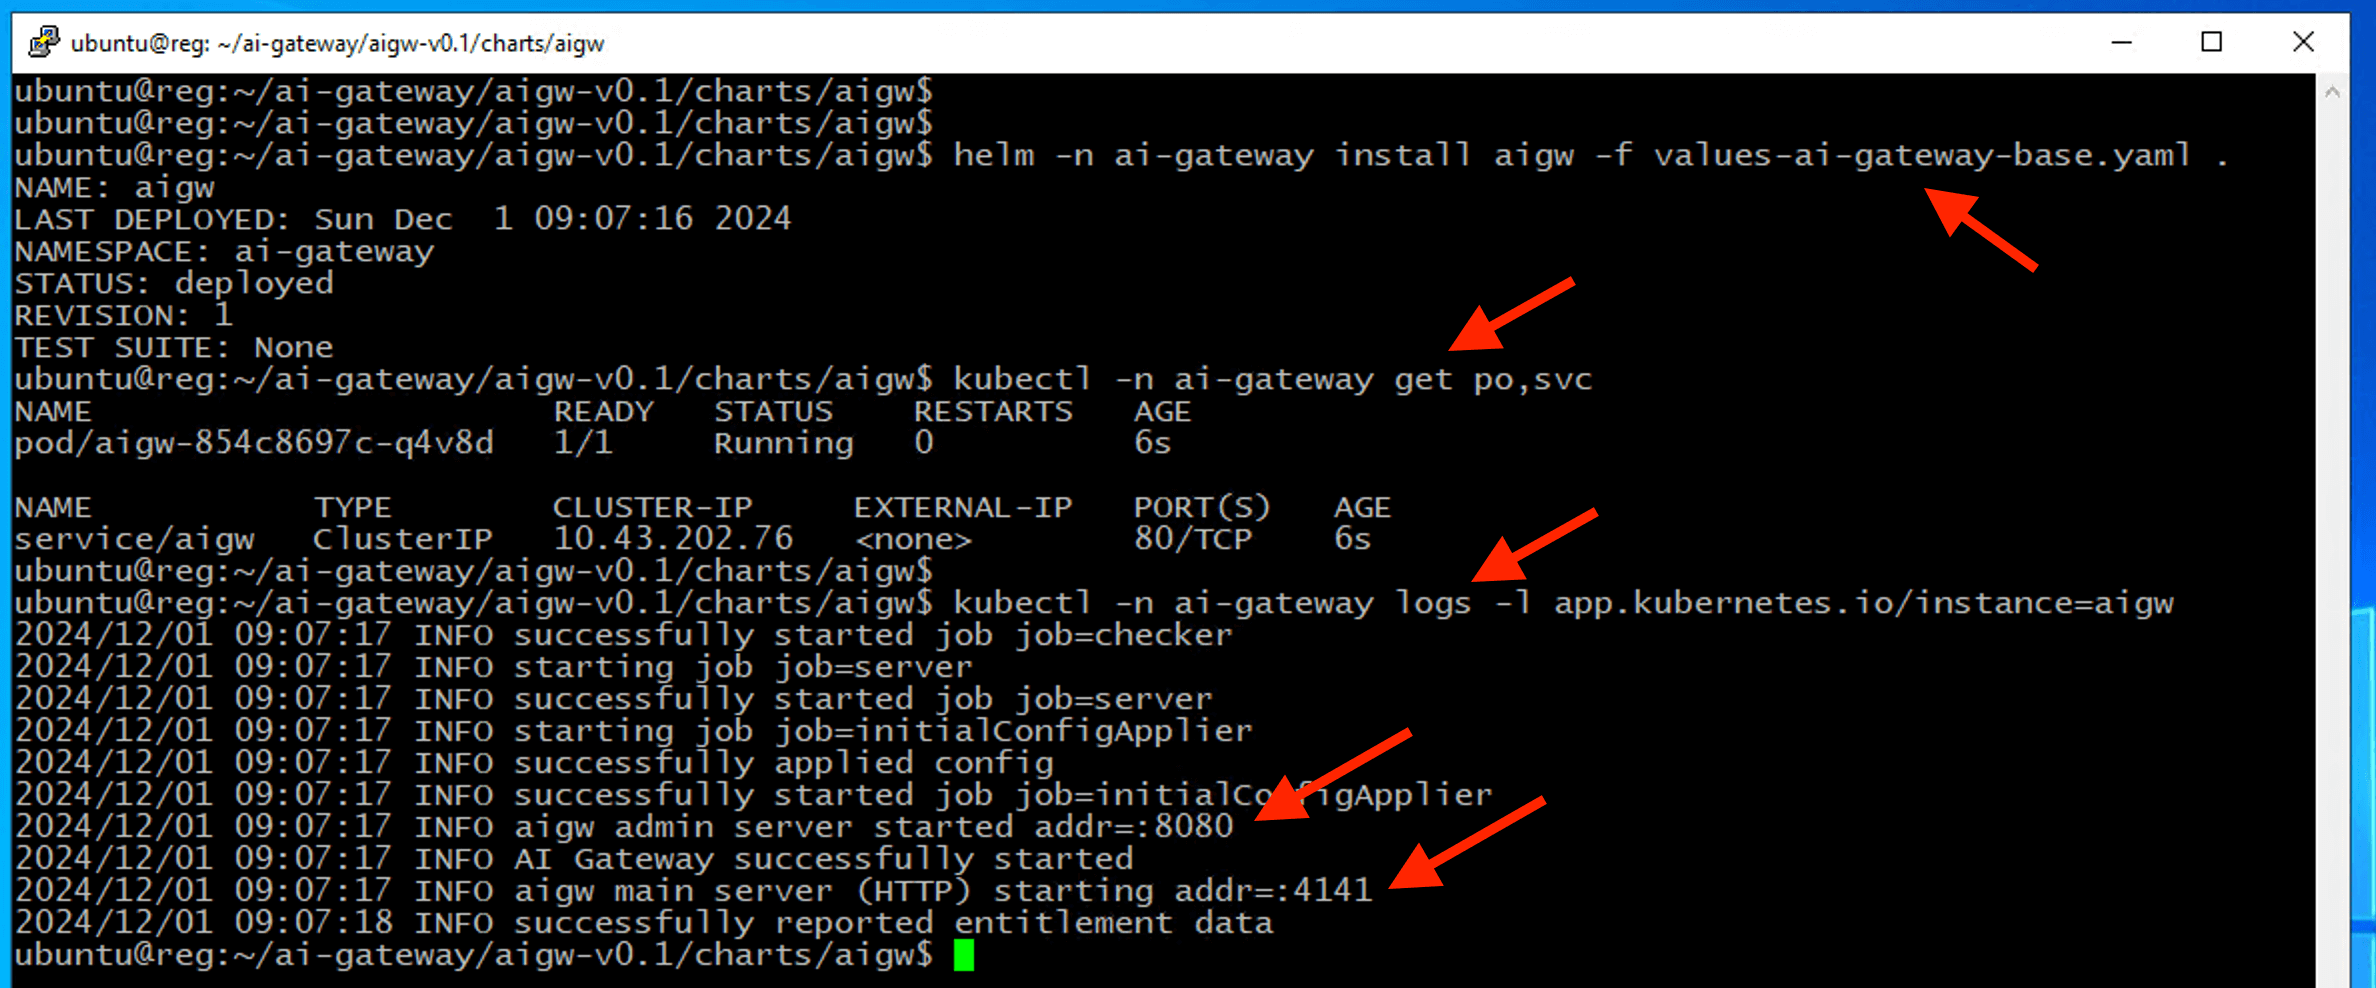 ubuntu@reg: ~/ai-gateway/aigw-v0.1/charts/aigw
ubuntu@reg:~/ai-gateway/aigw-v0.1/charts/aigw$
ubuntu@reg:~/ai-gateway/aigw-v0.1/charts/aigw$
ubuntu@reg:~/ai-gateway/aigw-v0.1/charts/aigw$ helm -n ai-gateway install aigw -f values-ai-gateway-base.yaml .
NAME: aigw
LAST DEPLOYED: Sun Dec  1 09:07:16 2024
NAMESPACE: ai-gateway
STATUS: deployed
REVISION: 1
TEST SUITE: None
ubuntu@reg:~/ai-gateway/aigw-v0.1/charts/aigw$ kubectl -n ai-gateway get po,svc
NAME                       READY   STATUS    RESTARTS   AGE
pod/aigw-854c8697c-q4v8d   1/1     Running   0          6s
NAME           TYPE        CLUSTER-IP     EXTERNAL-IP   PORT(S)   AGE
service/aigw   ClusterIP   10.43.202.76   <none>        80/TCP    6s
ubuntu@reg:~/ai-gateway/aigw-v0.1/charts/aigw$
ubuntu@reg:~/ai-gateway/aigw-v0.1/charts/aigw$ kubectl -n ai-gateway logs -l app.kubernetes.io/instance=aigw
2024/12/01 09:07:17 INFO successfully started job job=checker
2024/12/01 09:07:17 INFO starting job job=server
2024/12/01 09:07:17 INFO successfully started job job=server
2024/12/01 09:07:17 INFO starting job job=initialConfigApplier
2024/12/01 09:07:17 INFO successfully applied config
2024/12/01 09:07:17 INFO successfully started job job=initialConfigApplier
2024/12/01 09:07:17 INFO aigw admin server started addr=:8080
2024/12/01 09:07:17 INFO AI Gateway successfully started
2024/12/01 09:07:17 INFO aigw main server (HTTP) starting addr=:4141
2024/12/01 09:07:18 INFO successfully reported entitlement data
ubuntu@reg:~/ai-gateway/aigw-v0.1/charts/aigw$